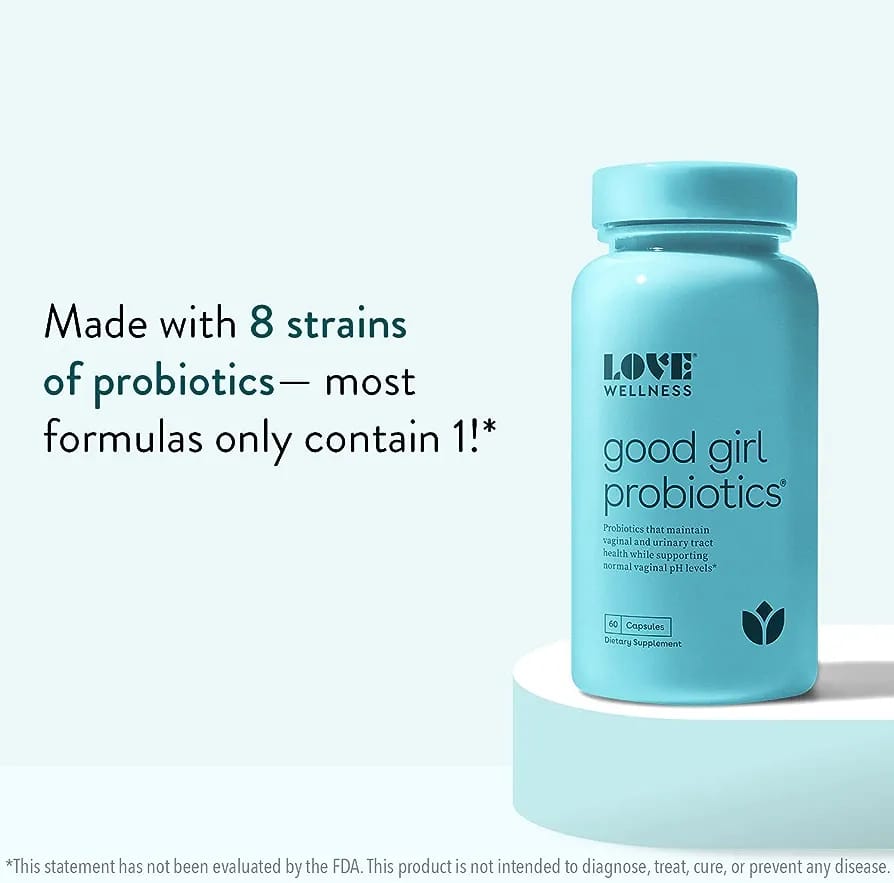 Made with 8 strains
of probiotics— most
formulas only contain 1!*
LOVE®
WELLNESS
good girl
probiotics®
Probiotics that maintain
vaginal and urinary tract
health while supporting
normal vaginal pH levels*
60 Capsules
Dietary Supplement
*This statement has not been evaluated by the FDA. This product is not intended to diagnose, treat, cure, or prevent any disease.